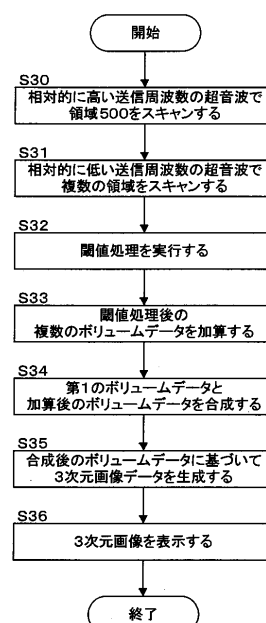 開始
S30
相対的に高い送信周波数の超音波で
領域500をスキャンする
S31
相対的に低い送信周波数の超音波で
複数の領域をスキャンする
S32
閾値処理を実行する
S33
閾値処理後の
複数のボリュームデータを加算する
S34
第1のボリュームデータと
加算後のボリュームデータを合成する
S35
合成後のボリュームデータに基づいて
3次元画像データを生成する
S36
3次元画像を表示する
終了